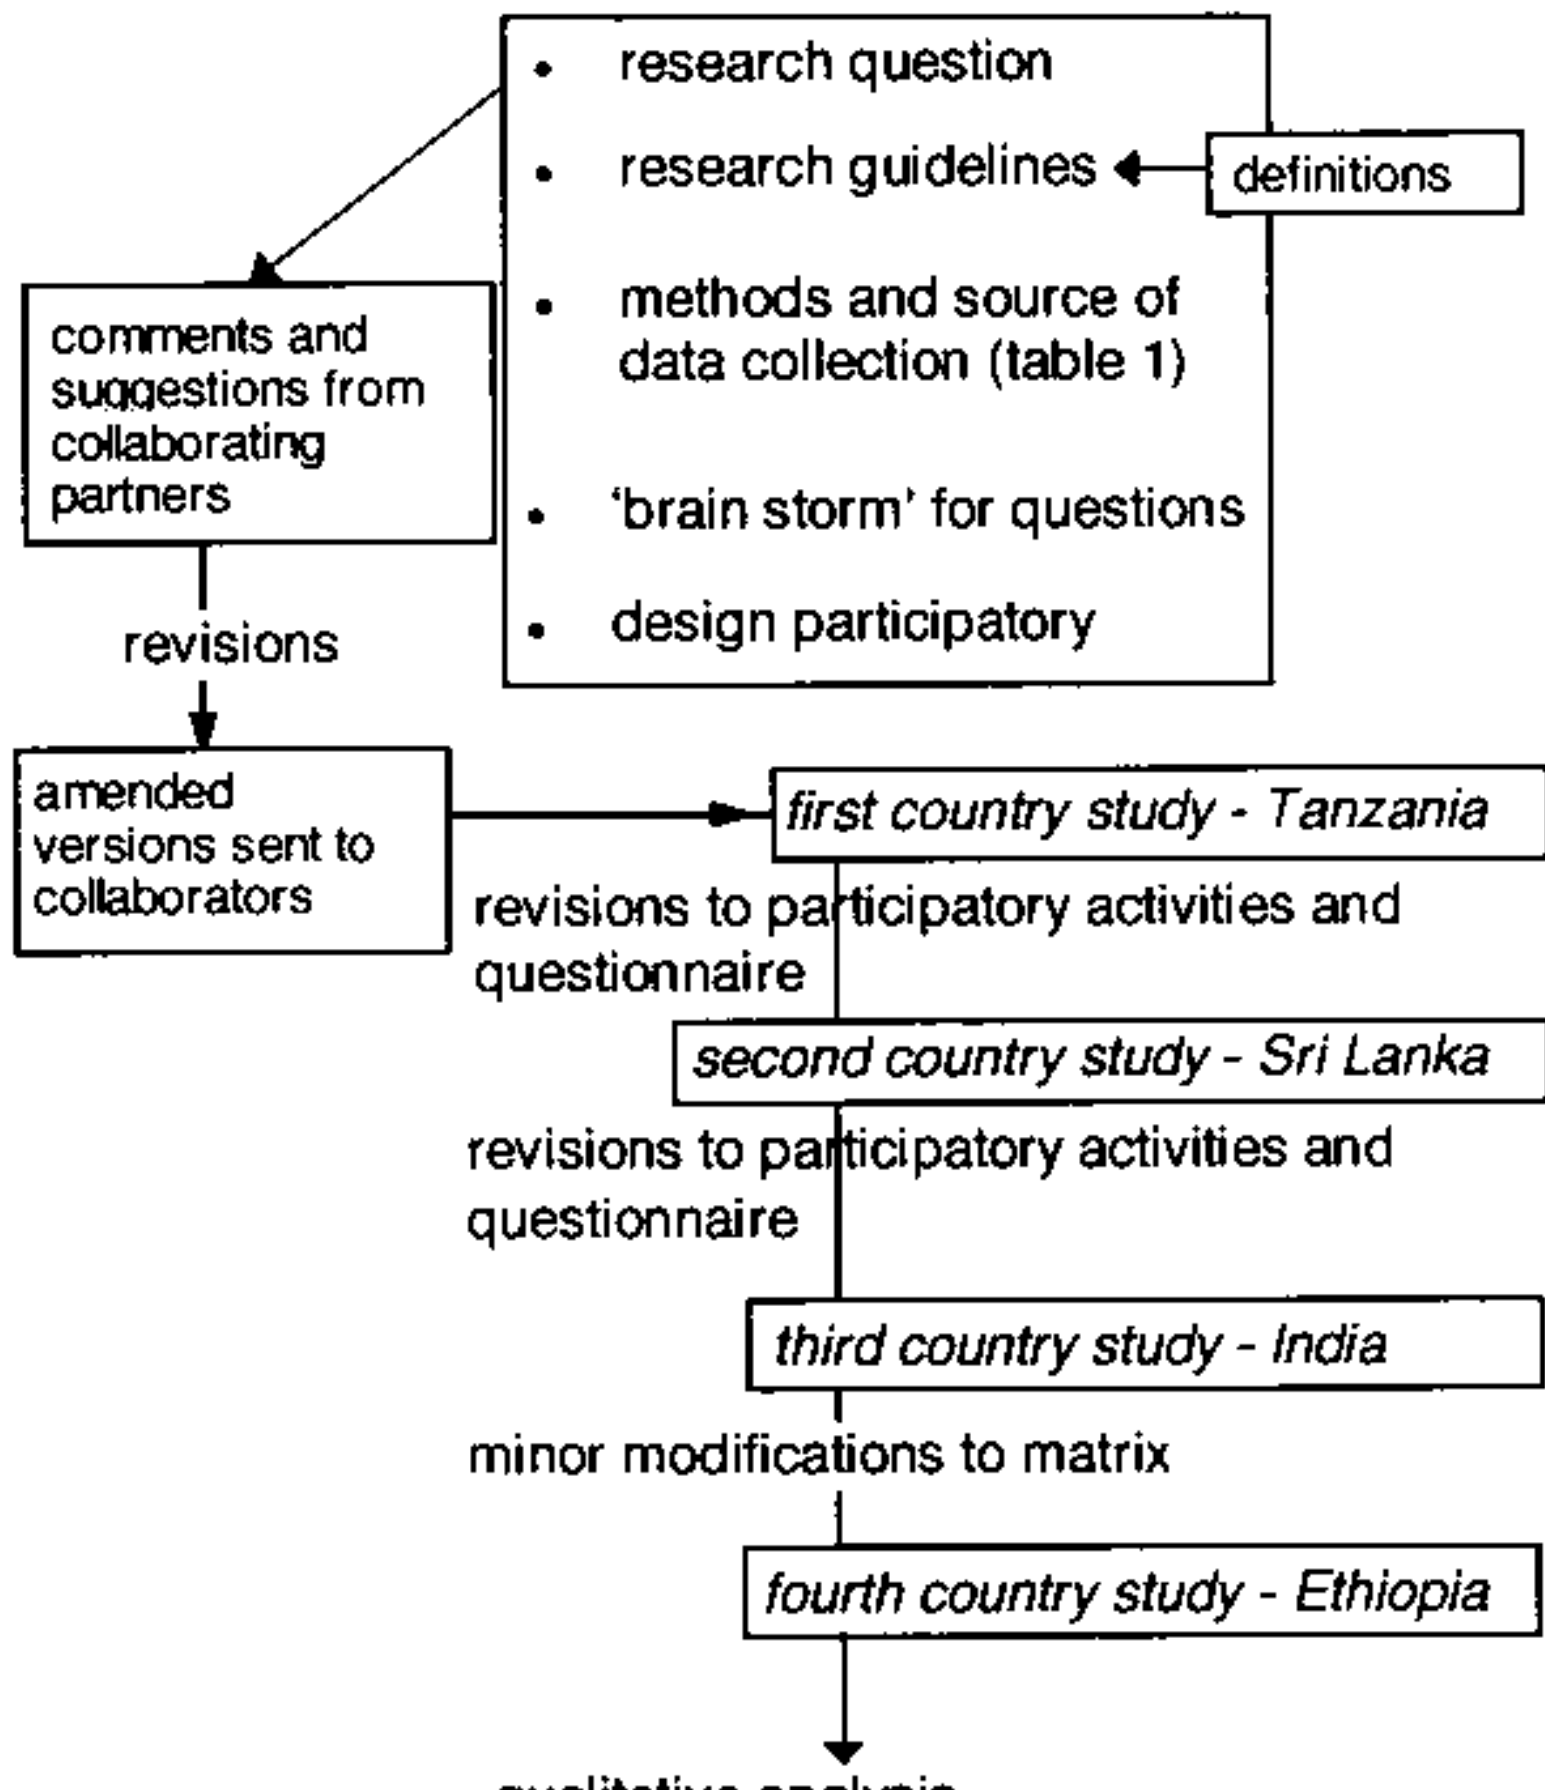 • research question
• research guidelines
definitions
• methods and source of
data collection (table 1)
• 'brain storm' for questions
• design participatory
comments and
suggestions from
collaborating
partners
revisions
amended
versions sent to
collaborators
first country study - Tanzania
revisions to participatory activities and
questionnaire
second country study - Sri Lanka
revisions to participatory activities and
questionnaire
third country study - India
minor modifications to matrix
fourth country study - Ethiopia
qualitative analysis